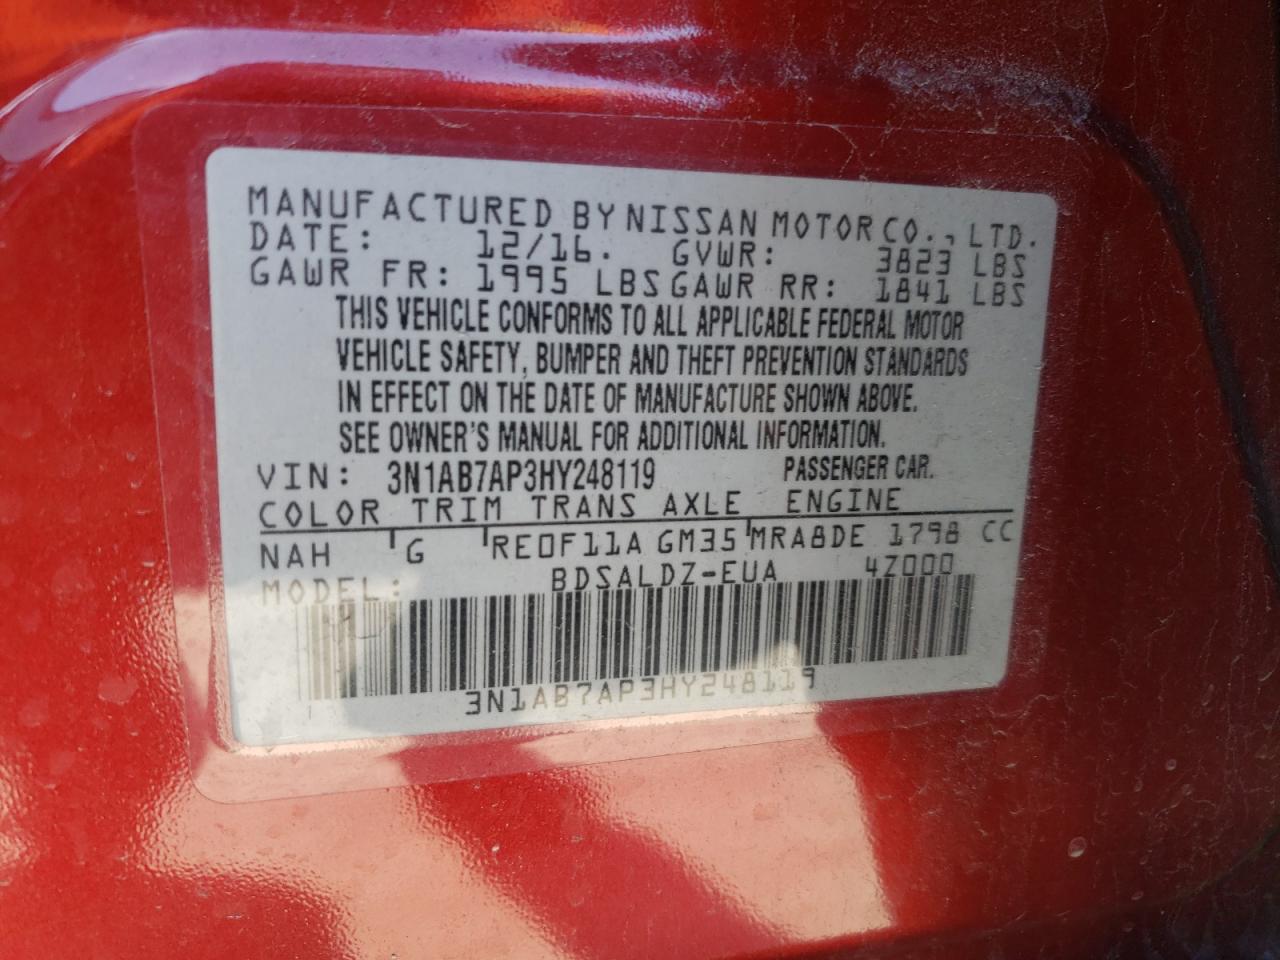 MANUFACTURED BY NISSAN MOTOR CO., LTD.
DATE: 12/16. GVWR: 3823 LBS
GAWR FR: 1995 LBS GAWR RR: 1841 LBS
THIS VEHICLE CONFORMS TO ALL APPLICABLE FEDERAL MOTOR
VEHICLE SAFETY, BUMPER AND THEFT PREVENTION STANDARDS
IN EFFECT ON THE DATE OF MANUFACTURE SHOWN ABOVE.
SEE OWNER'S MANUAL FOR ADDITIONAL INFORMATION.
VIN: 3N1AB7AP3HY248119 PASSENGER CAR.
COLOR TRIM TRANS AXLE ENGINE
NAH G RE0F11A GM35 MRA8DE 1798 CC
MODEL: BDSALDZ-EUA 4Z000
3N1AB7AP3HY248119